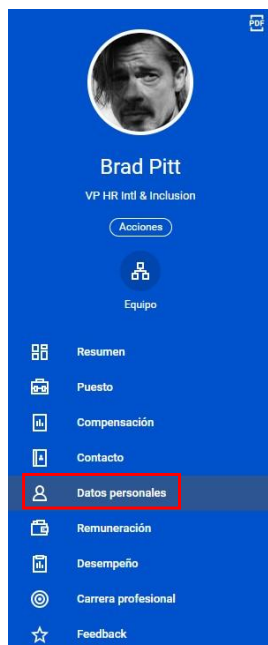 PDF
Brad Pitt
VP HR Intl & Inclusion
Acciones
Equipo
Resumen
Puesto
Compensación
Contacto
Datos personales
Remuneración
Desempeño
Carrera profesional
Feedback